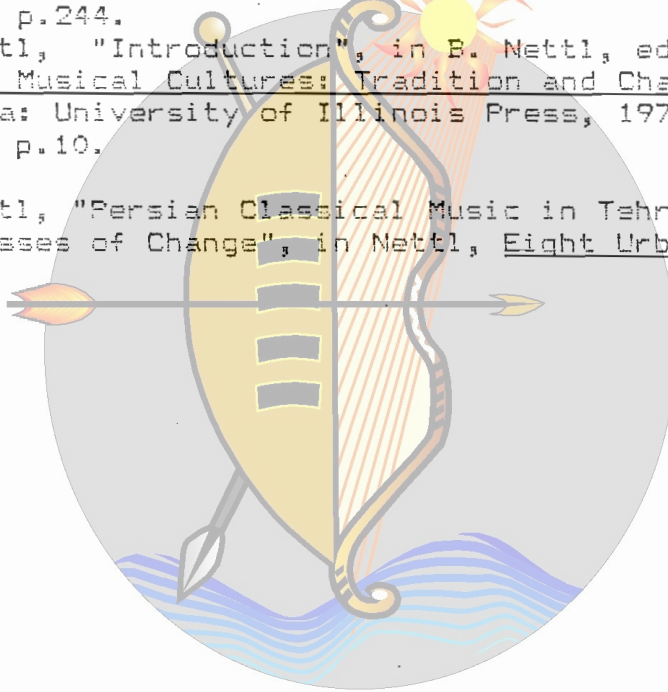 p.244.
tl, "Introduction", in B. Nettl, ed
Musical Cultures: Tradition and Cha
a: University of Illinois Press, 197
p.10.
tl, "Persian Classical Music in Tehr
sses of Change", in Nettl, Eight Urb